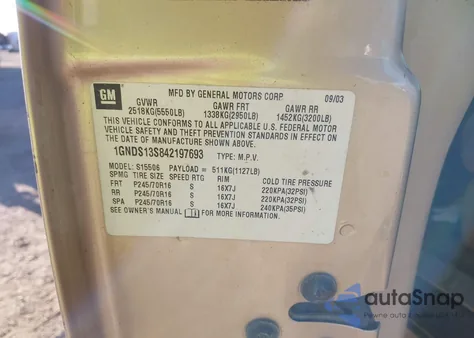 GM
MFD BY GENERAL MOTORS CORP. 09/03
GVWR GAWR FRT GAWR RR
2518KG(5550LB) 1338KG(2950LB) 1452KG(3200LB)
THIS VEHICLE CONFORMS TO ALL APPLICABLE U.S. FEDERAL MOTOR
VEHICLE SAFETY AND THEFT PREVENTION STANDARDS IN EFFECT
ON THE DATE OF MANUFACTURE SHOWN ABOVE.
1GNDS13S842197693 TYPE: M.P.V.
MODEL: S15506 PAYLOAD = 511KG(1127LB)
SPMG TIRE SIZE SPEED RTG RIM COLD TIRE PRESSURE
FRT P245/70R16 S 16X7J 220KPA(32PSI)
RR P245/70R16 S 16X7J 220KPA(32PSI)
SPA P245/70R16 S 16X7J 240KPA(35PSI)
SEE OWNER'S MANUAL FOR MORE INFORMATION.
autoSnap